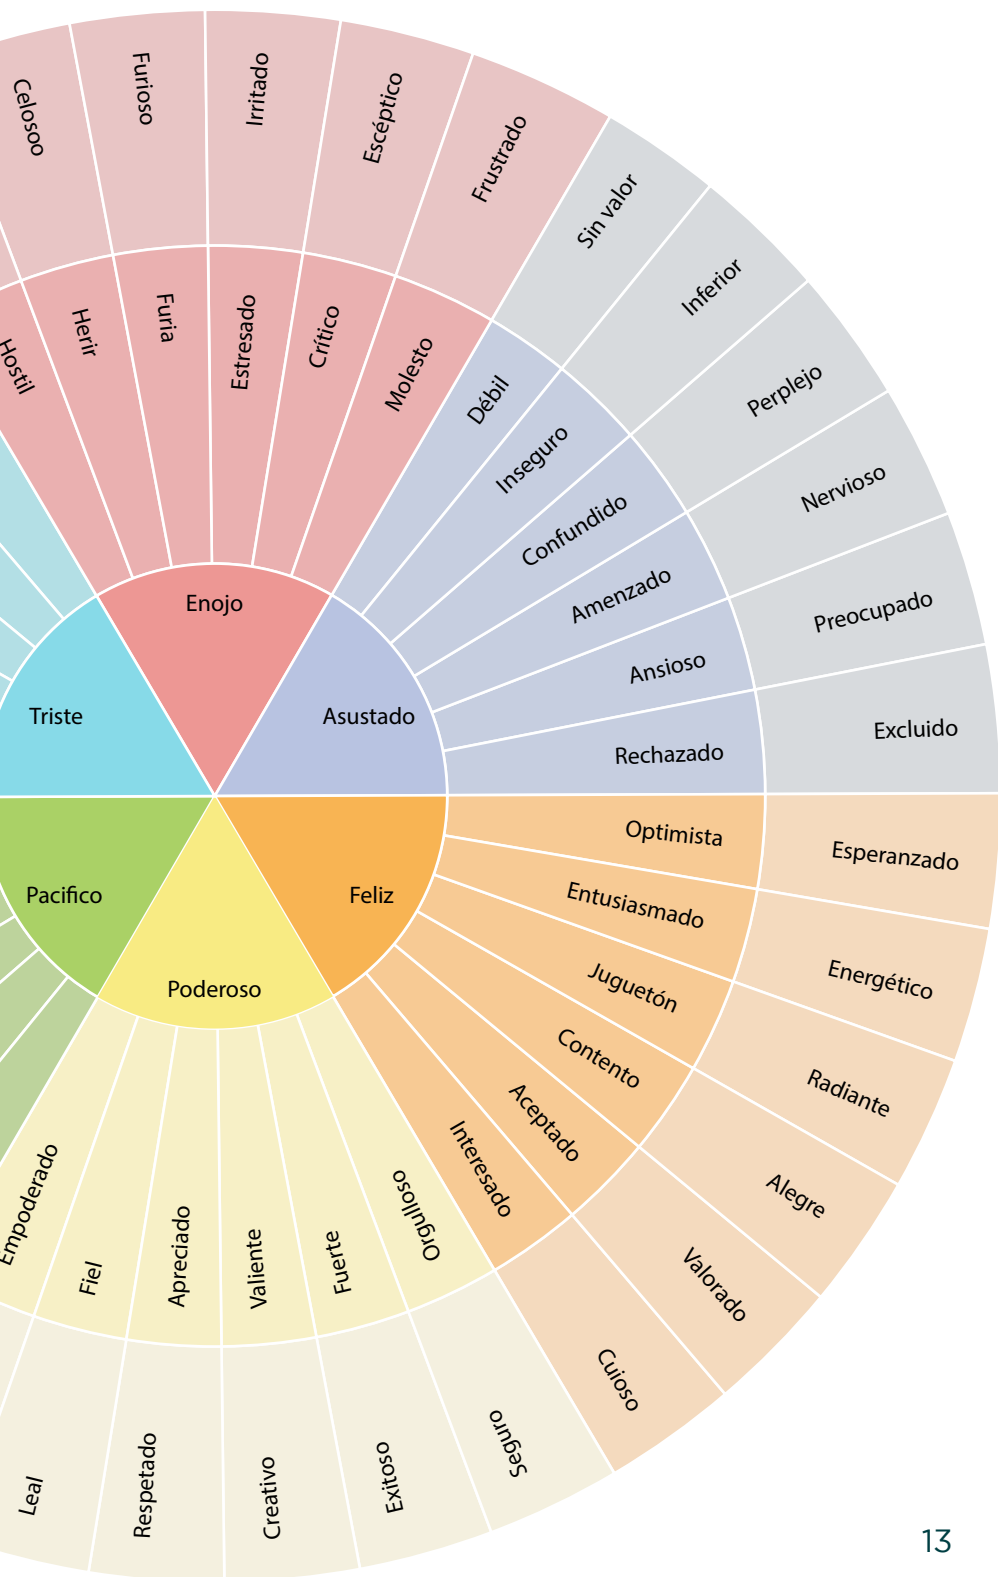 Celosoo
Furioso
Irritado
Escéptico
Frustrado
Sin valor
Inferior
Perplejo
Nervioso
Preocupado
Excluido
Hostil
Herir
Furia
Estresado
Crítico
Molesto
Débil
Inseguro
Confundido
Amenzado
Ansioso
Rechazado
Enojo
Triste
Asustado
Pacifico
Feliz
Poderoso
Optimista
Entusiasmado
Juguetón
Contento
Aceptado
Interesado
Esperanzado
Energético
Radiante
Alegre
Valorado
Cuioso
Empoderado
Fiel
Apreciado
Valiente
Fuerte
Orgulloso
Leal
Respetado
Creativo
Exitoso
Seguro
13